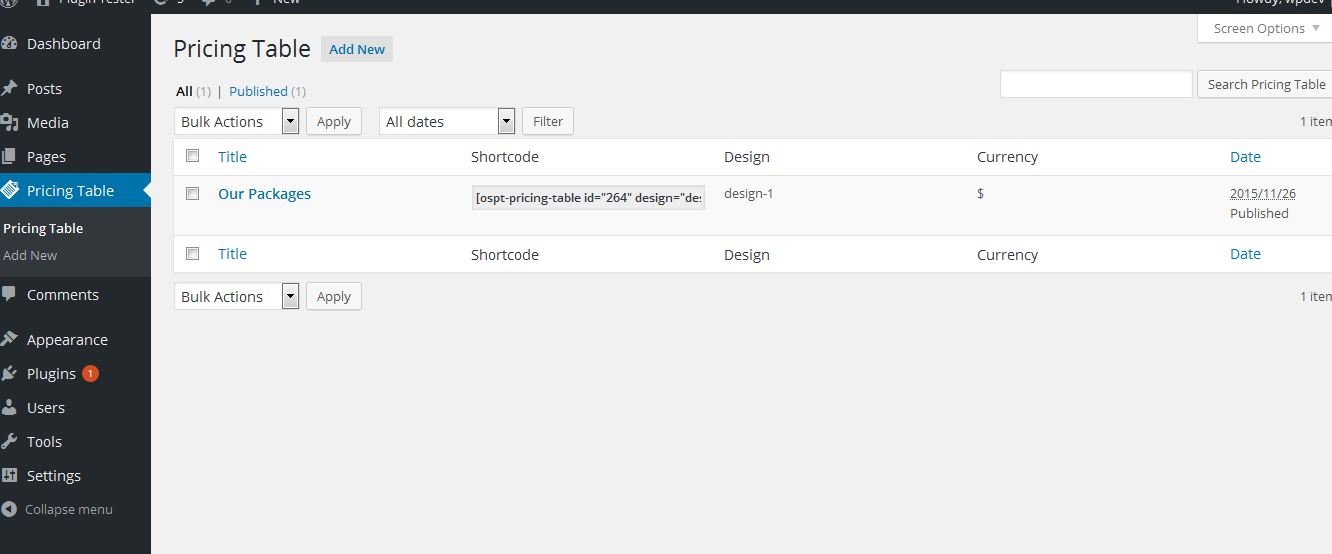 Plugin Tester 5 0 New Howdy, wpdev
Screen Options
Dashboard
Posts
Media
Pages
Pricing Table
Pricing Table
Add New
Comments
Appearance
Plugins 1
Users
Tools
Settings
Collapse menu
Pricing Table Add New
All (1) | Published (1)
Search Pricing Table
Bulk Actions Apply All dates Filter 1 item
Title Shortcode Design Currency Date
Our Packages [ospt-pricing-table id="264" design="des design-1 $ 2015/11/26
Published
Title Shortcode Design Currency Date
Bulk Actions Apply 1 item